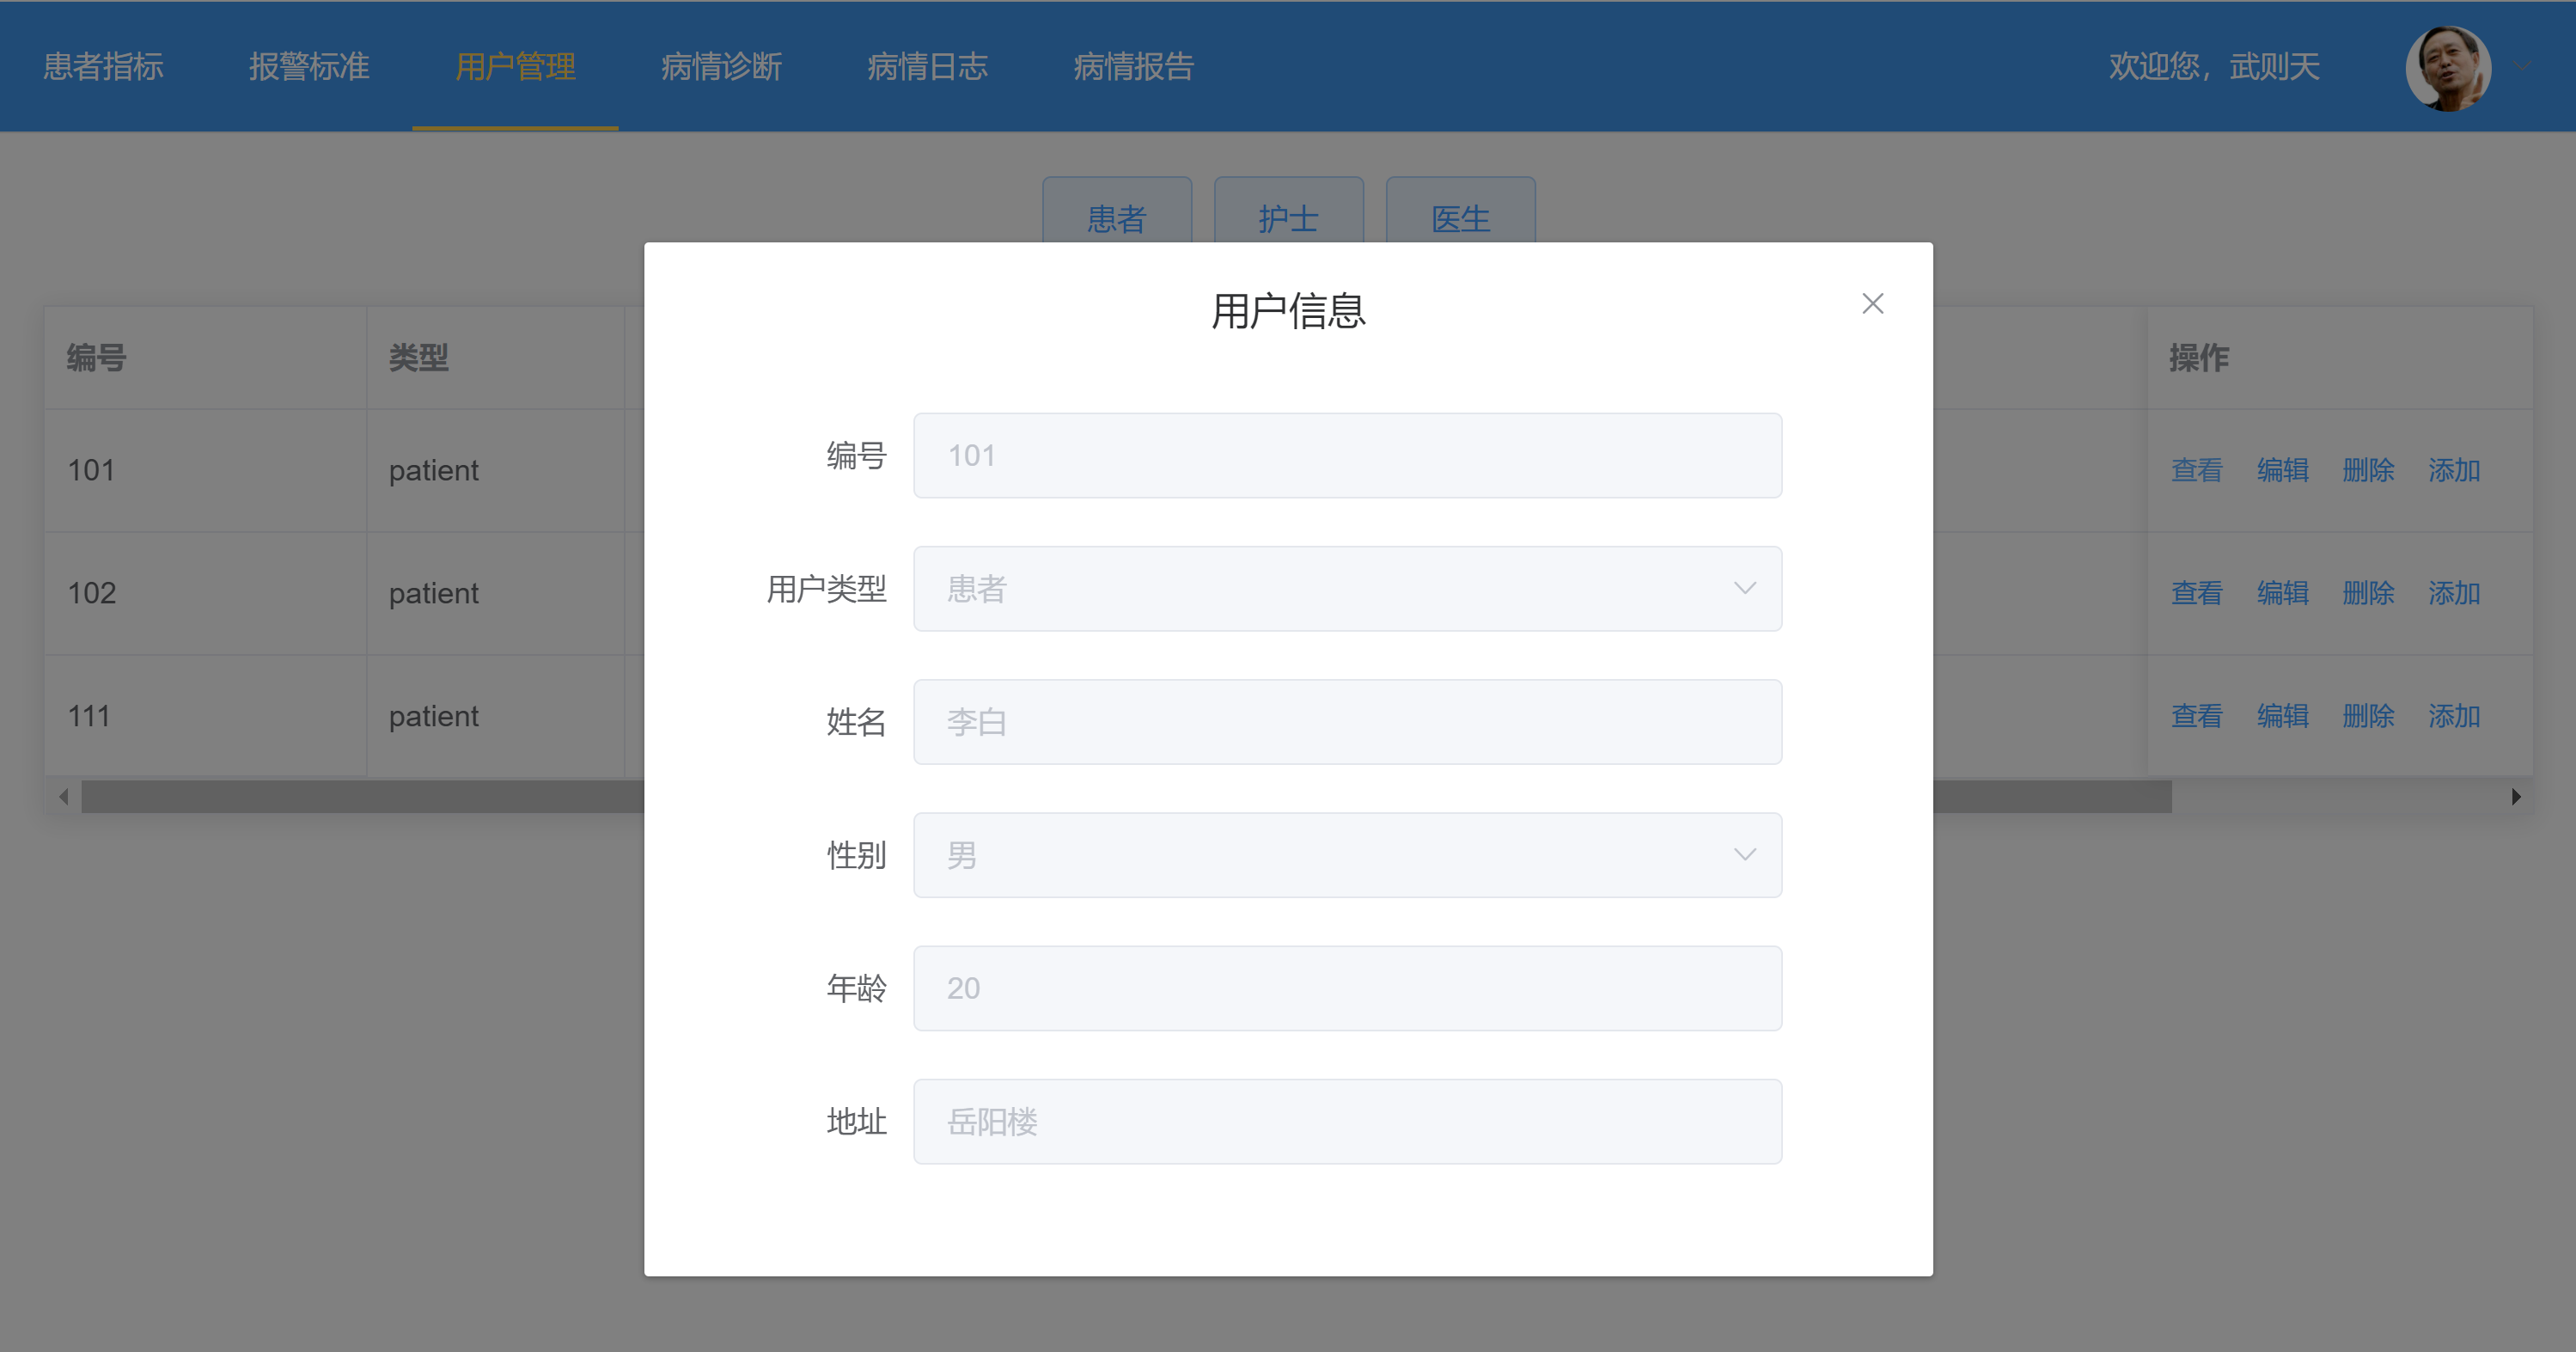 患者指标 报警标准 用户管理 病情诊断 病情日志 病情报告 欢迎您，武则天
患者 护士 医生
用户信息
编号 类型 操作
编号 101
101 patient 查看 编辑 删除 添加
用户类型 患者
102 patient 查看 编辑 删除 添加
姓名 李白
111 patient 查看 编辑 删除 添加
性别 男
年龄 20
地址 岳阳楼